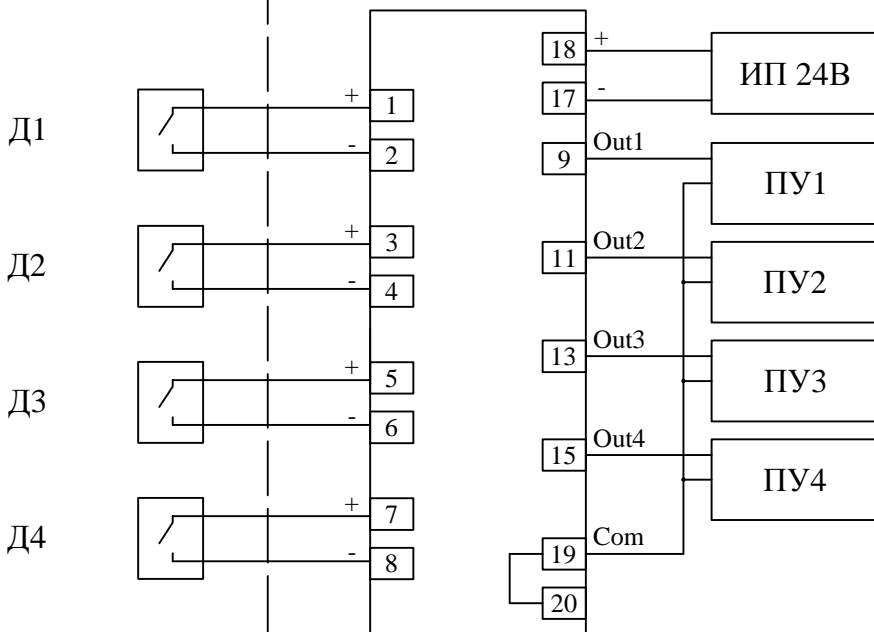 18 + ИП 24В
17 -
Д1 + 1
- 2
9 Out1 ПУ1
Д2 + 3
- 4
11 Out2 ПУ2
Д3 + 5
- 6
13 Out3 ПУ3
15 Out4 ПУ4
Д4 + 7
- 8
19 Com
20